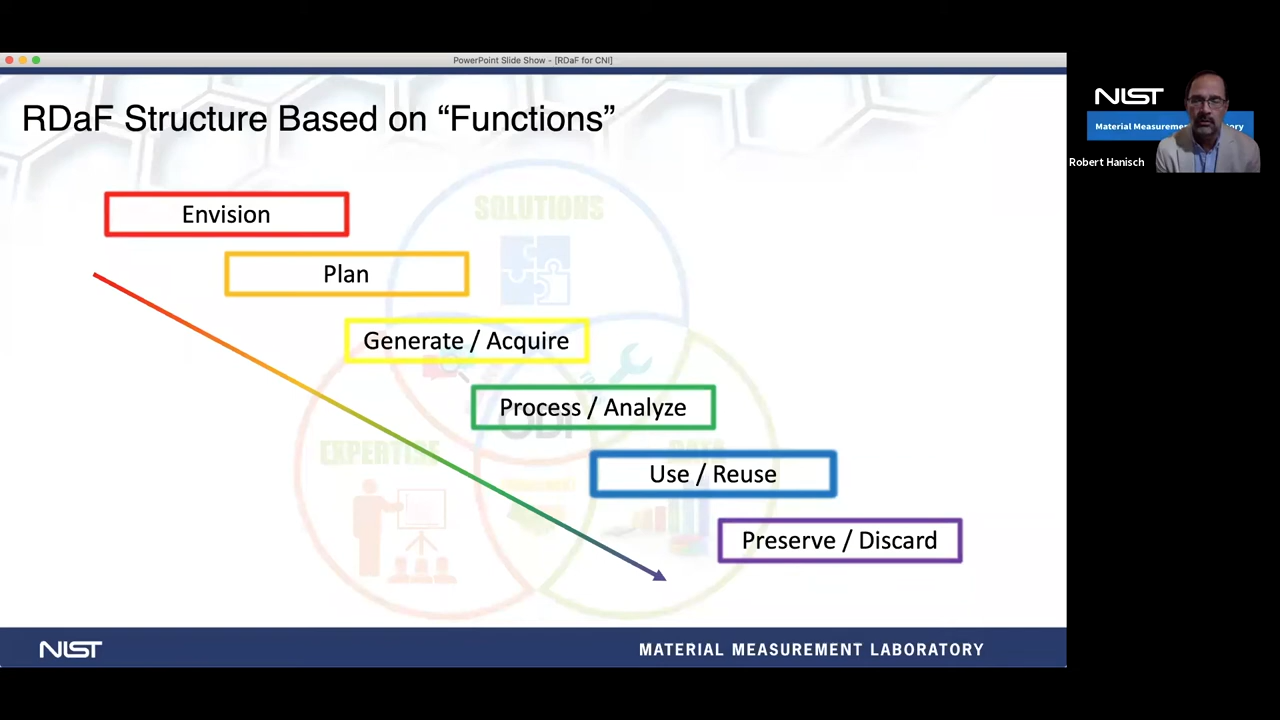 PowerPoint Slide Show - [RDaF for CNI]
RDaF Structure Based on “Functions”
SOLUTIONS
Envision
Plan
Generate / Acquire
Process / Analyze
EXPERTISE
Use / Reuse
Preserve / Discard
NIST
MATERIAL MEASUREMENT LABORATORY
NIST
Material Measurement Laboratory
Robert Hanisch